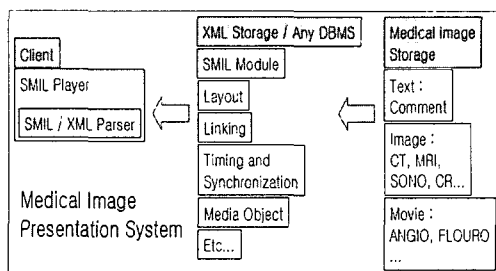 Client
SMIL Player
SMIL / XML Parser
Medical Image
Presentation System
XML Storage / Any DBMS
SMIL Module
Layout
Linking
Timing and
Synchronization
Media Object
Etc...
Medical image
Storage
Text :
Comment
Image :
CT, MRI,
SONO, CR...
Movie :
ANGIO, FLOURO
...